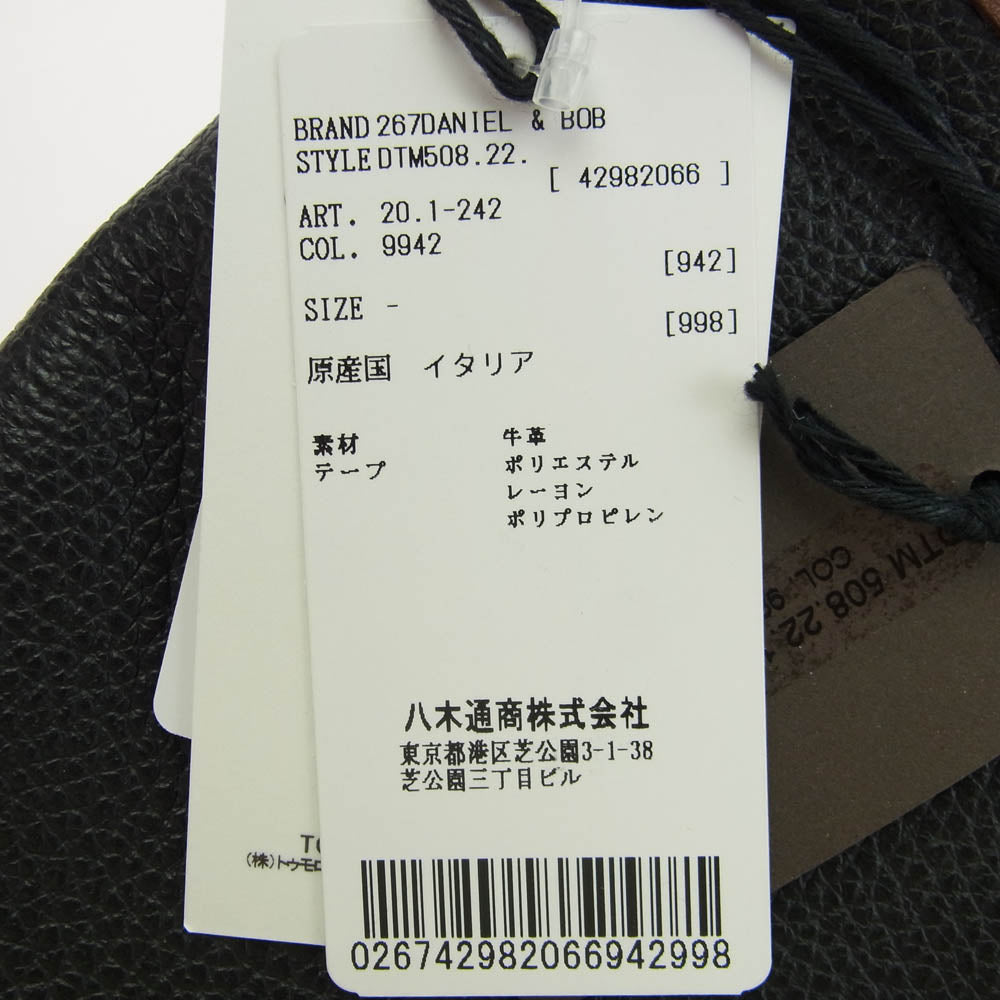 BRAND 267DANIEL & BOB
STYLE DTM508.22.
[ 42982066 ]
ART. 20.1-242
COL. 9942
[942]
SIZE -
[998]
原産国 イタリア
素材 牛革
テープ ポリエステル
レーヨン
ポリプロピレン
八木通商株式会社
東京都港区芝公園3-1-38
芝公園三丁目ビル
026742982066942998
(株)トゥモロ
DTM 508.22.
COL 99